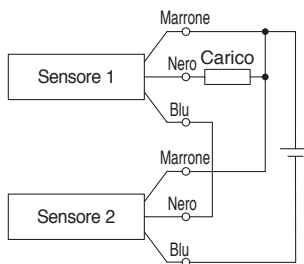 Marrone
Sensore 1
Nero
Carico
Blu
Marrone
Sensore 2
Nero
Blu